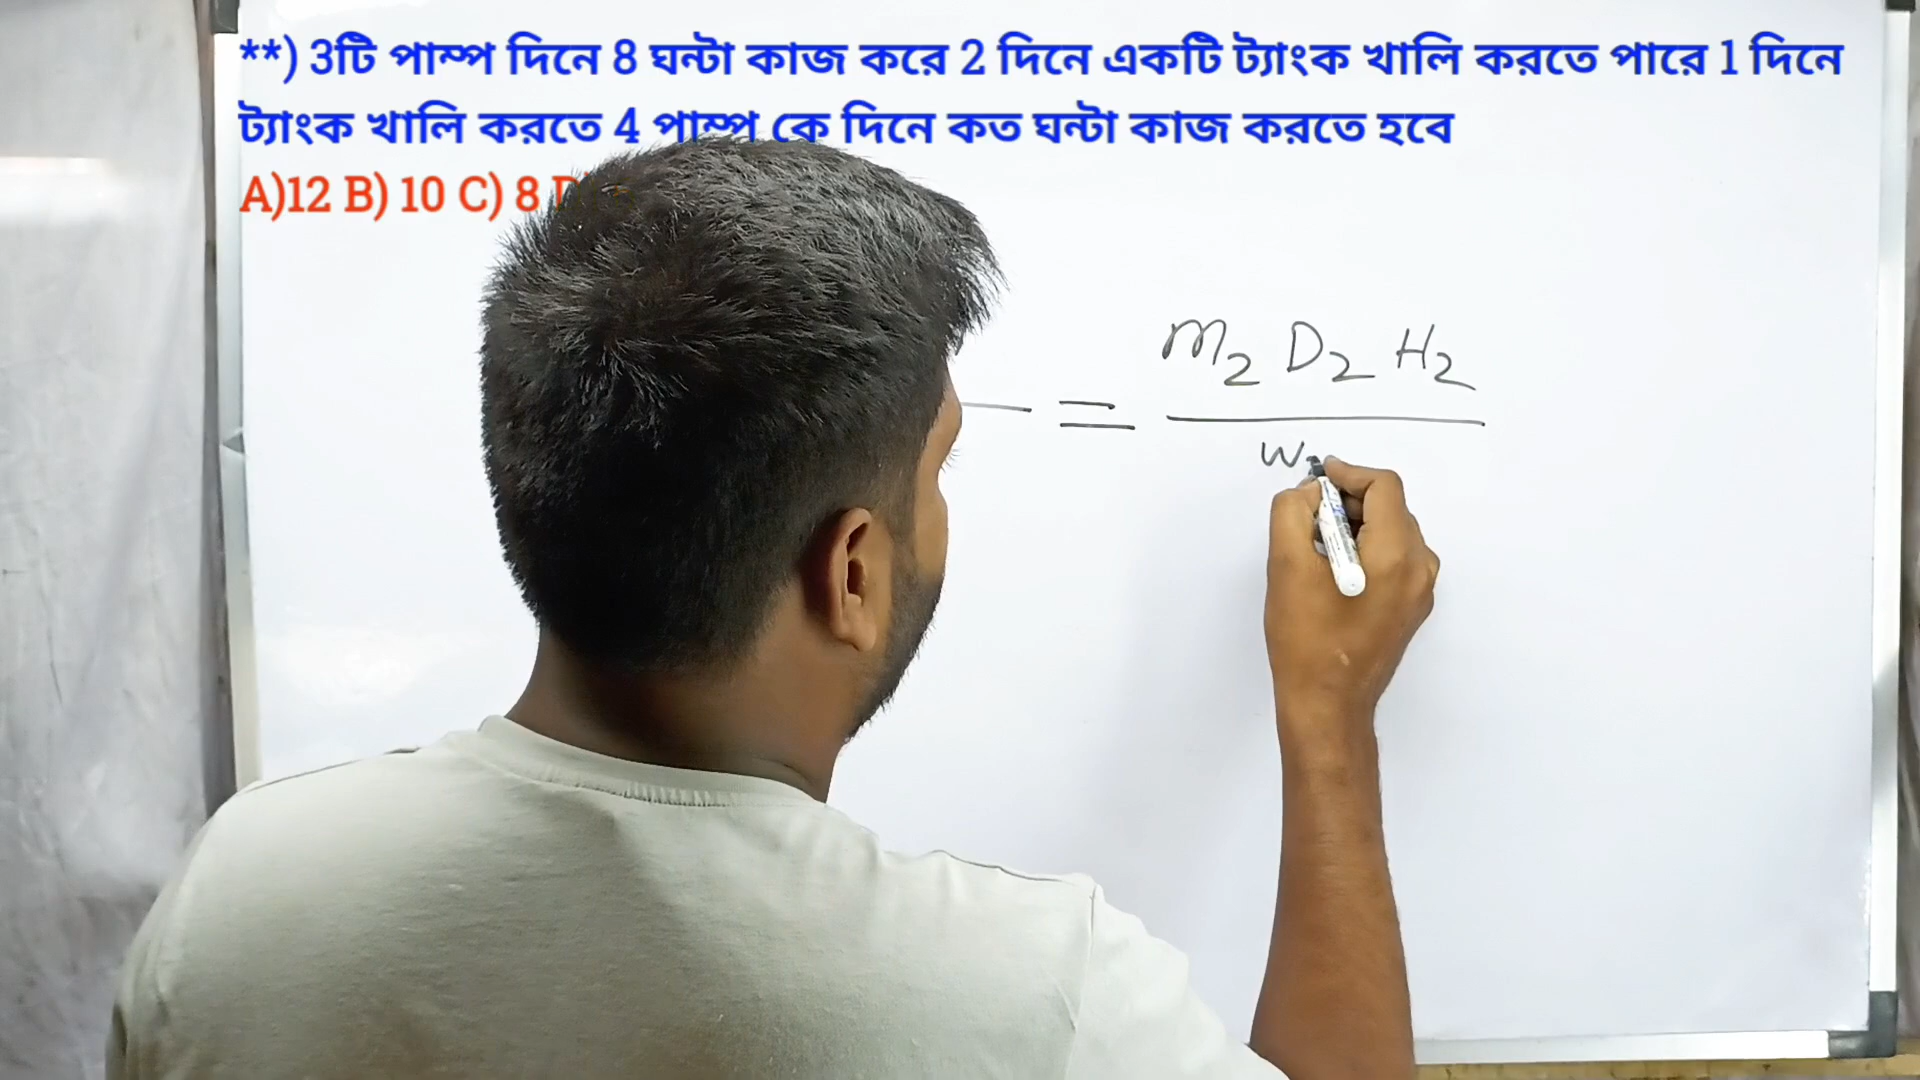 **) 3টি পাম্প দিনে 8 ঘন্টা কাজ করে 2 দিনে একটি ট্যাংক খালি করতে পারে 1 দিনে
ট্যাংক খালি করতে 4 পাম্প কে দিনে কত ঘন্টা কাজ করতে হবে
A)12 B) 10 C) 8
= M₂ D₂ H₂
W